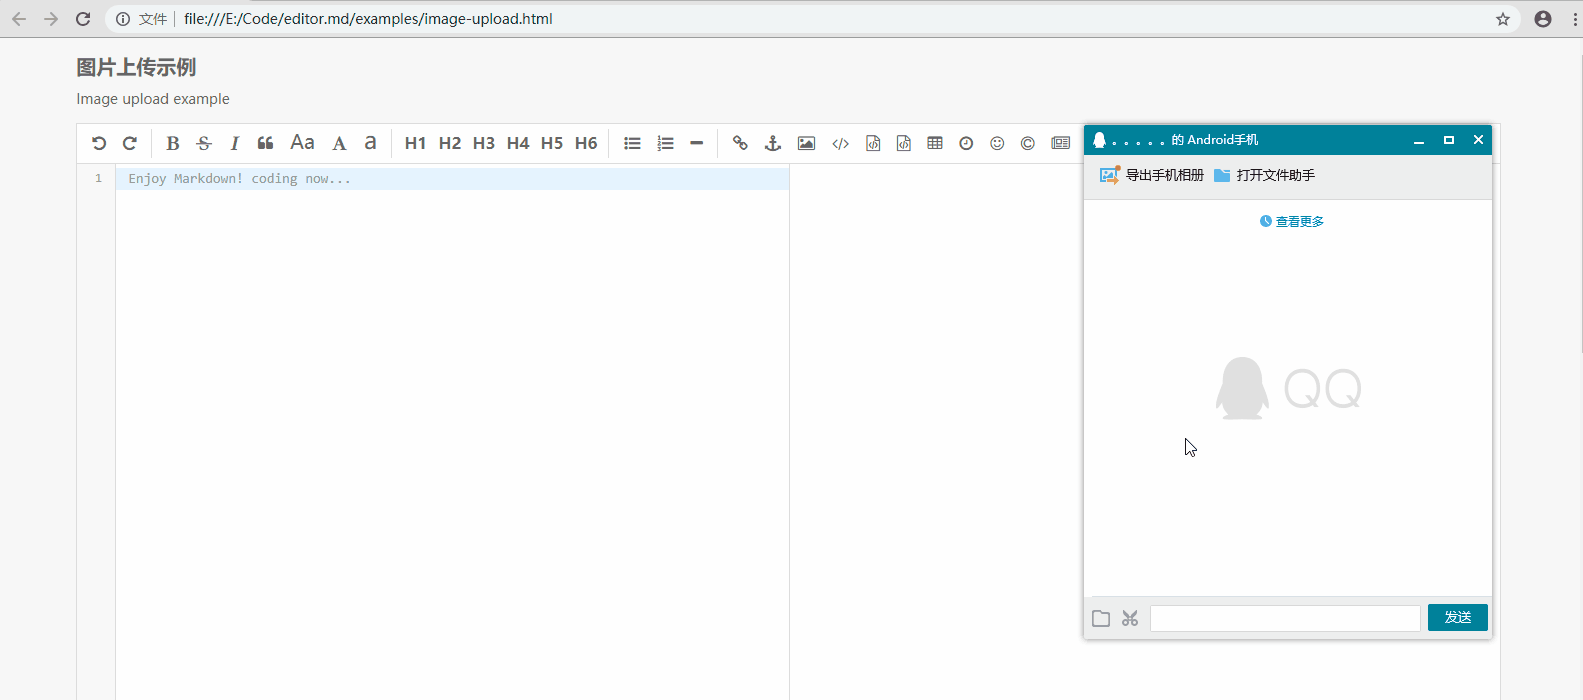 文件 file:///E:/Code/editor.md/examples/image-upload.html
图片上传示例
Image upload example
B S I Aa A a H1 H2 H3 H4 H5 H6
1 Enjoy Markdown! coding now...
。。。。。的 Android手机
导出手机相册 打开文件助手
查看更多
QQ
发送